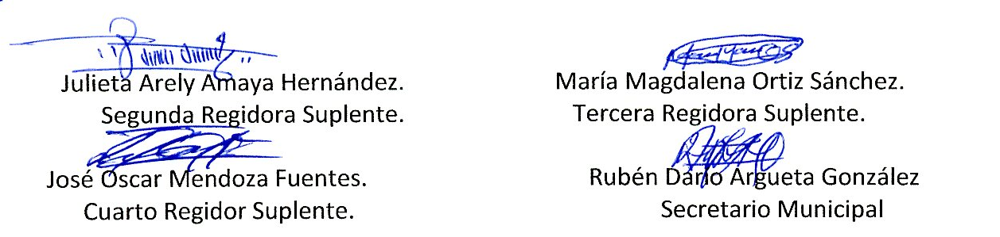 Julieta Arely Amaya Hernández.
Segunda Regidora Suplente.
María Magdalena Ortiz Sánchez.
Tercera Regidora Suplente.
José Oscar Mendoza Fuentes.
Cuarto Regidor Suplente.
Rubén Darío Argueta González
Secretario Municipal